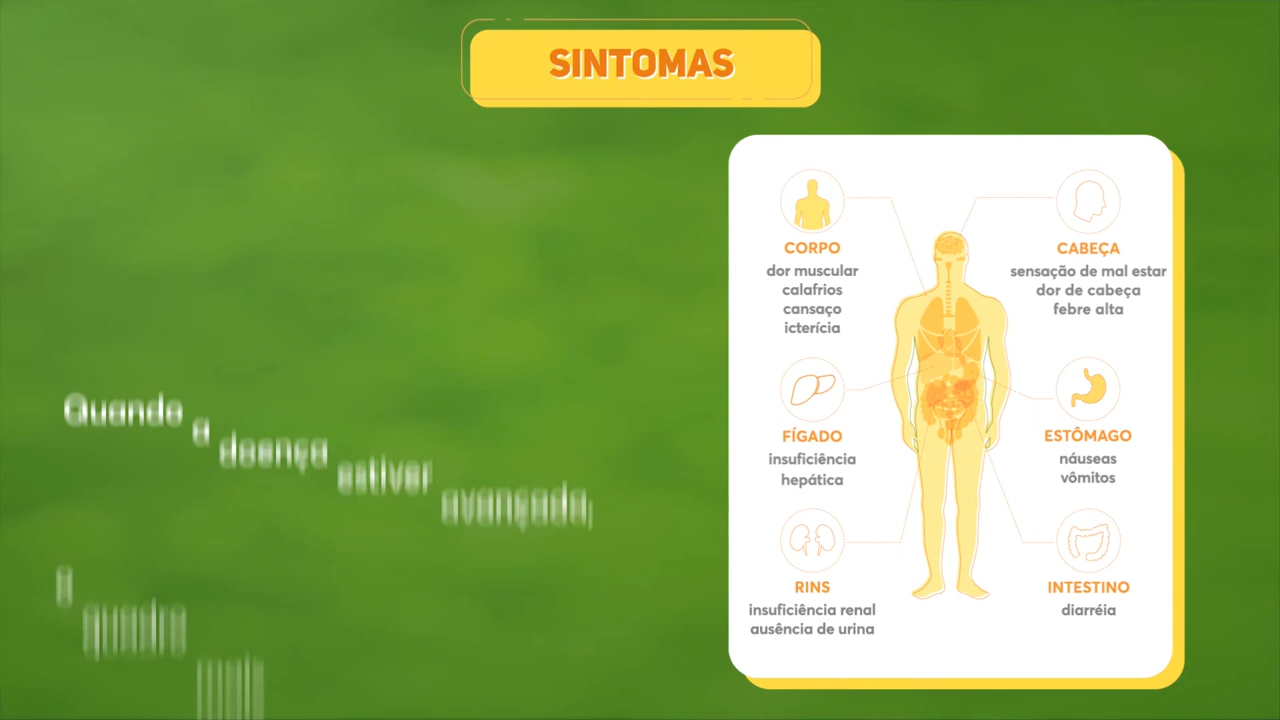 SINTOMAS
Quando a doença estiver avançada,
o quadro
CORPO
dor muscular
calafrios
cansaço
icterícia
CABEÇA
sensação de mal estar
dor de cabeça
febre alta
FÍGADO
insuficiência
hepática
ESTÔMAGO
náuseas
vômitos
RINS
insuficiência renal
ausência de urina
INTESTINO
diarréia